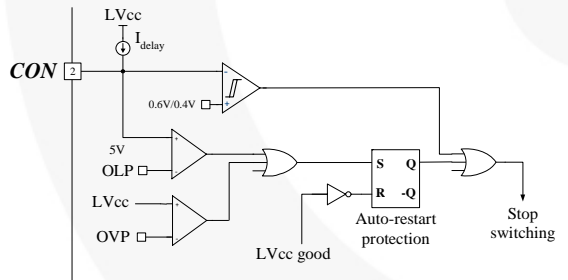 LVcc
I_delay
CON 2
- 
0.6V/0.4V +
5V +
OLP -
S Q
R -Q
LVcc +
OVP -
Auto-restart
protection
LVcc good
Stop
switching